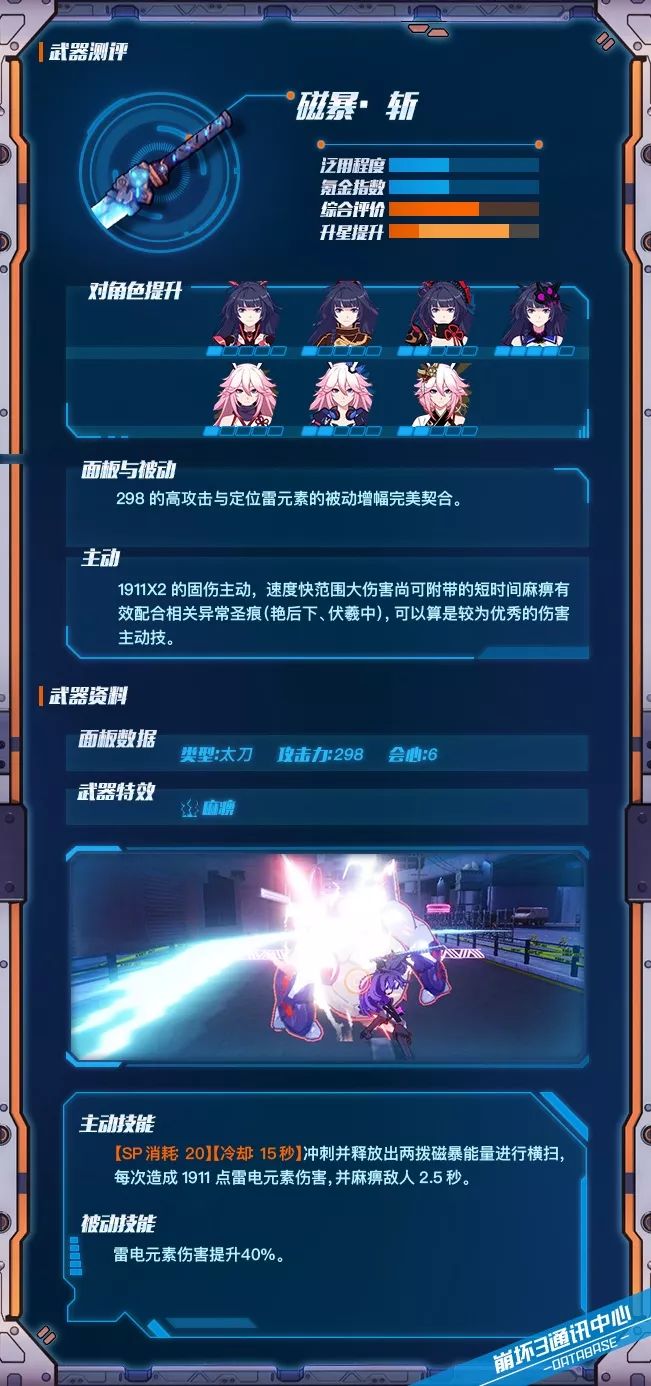 武器测评
磁暴·斩
泛用程度
氪金指数
综合评价
升星提升
对角色提升
面板与被动
298 的高攻击与定位雷元素的被动增幅完美契合。
主动
1911X2 的固伤主动，速度快范围大伤害尚可附带的短时间麻痹有
效配合相关异常圣痕（艳后下、伏羲中），可以算是较为优秀的伤害
主动技。
武器资料
面板数据
类型:太刀 攻击力:298 会心:6
武器特效
麻痹
主动技能
【SP 消耗: 20】【冷却: 15 秒】冲刺并释放出两拨磁暴能量进行横扫，
每次造成 1911 点雷电元素伤害，并麻痹敌人 2.5 秒。
被动技能
雷电元素伤害提升40%。
崩坏3通讯中心
-DATABASE-